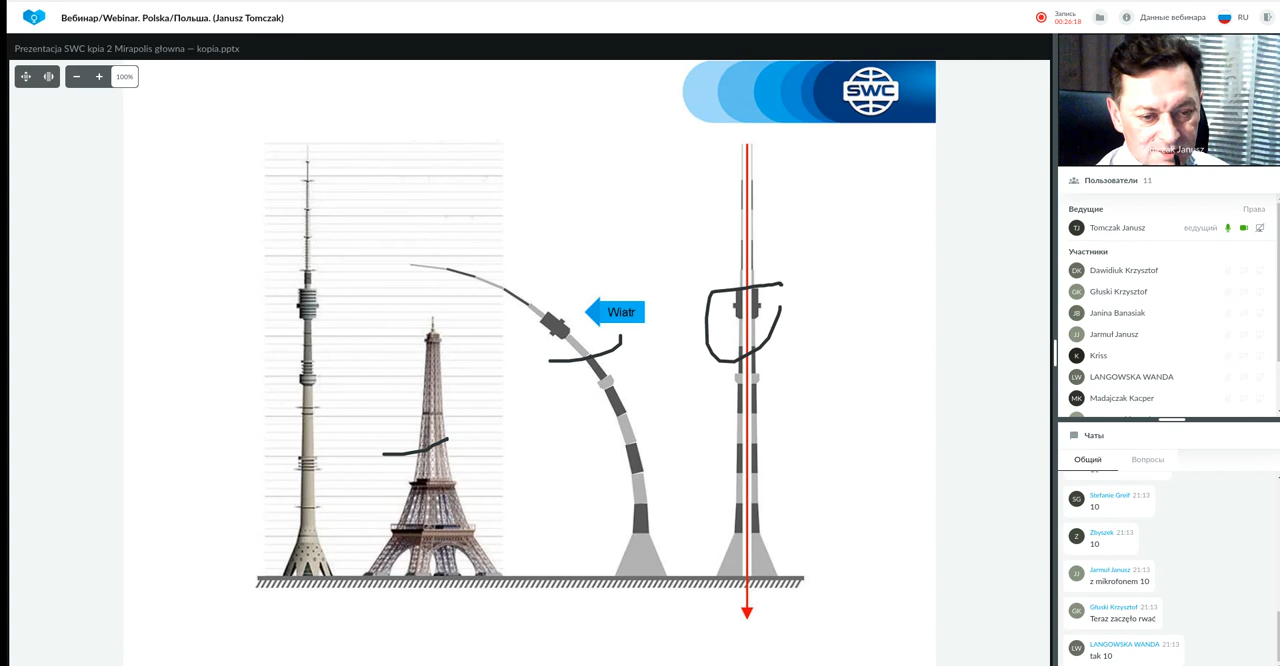 Вебинар/Webinar. Polska/Польша. (Janusz Tomczak)
Запись
00:26:18
Данные вебинара
RU
Prezentacja SWC kpia 2 Mirapolis głowna — kopia.pptx
100%
SWC
Wiatr
Tomczak Janusz
Пользователи 11
Ведущие
Права
TJ Tomczak Janusz ведущий
Участники
DK Dawidiuk Krzysztof
GK Głuski Krzysztof
JB Janina Banasiak
JJ Jarmuł Janusz
K Kriss
LW LANGOWSKA WANDA
MK Madajczak Kacper
Чаты
Общий
Вопросы
SG Stefanie Greif 21:13
10
Z Zbyszek 21:13
10
JJ Jarmuł Janusz 21:13
z mikrofonem 10
GK Głuski Krzysztof 21:13
Teraz zaczęło rwać
LW LANGOWSKA WANDA 21:13
tak 10